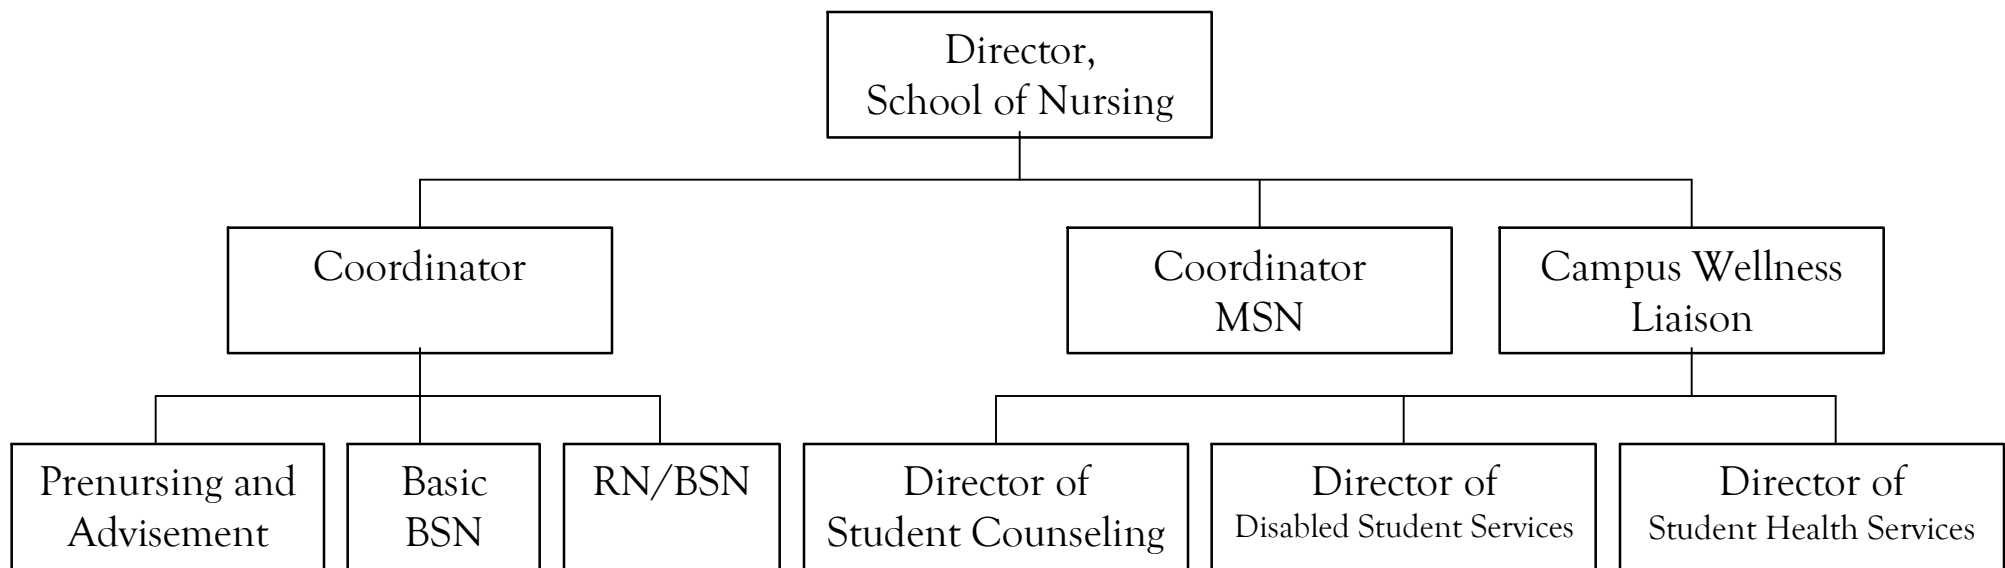 Director,
School of Nursing
Coordinator
Coordinator
MSN
Campus Wellness
Liaison
Prenursing and
Advisement
Basic
BSN
RN/BSN
Director of
Student Counseling
Director of
Disabled Student Services
Director of
Student Health Services